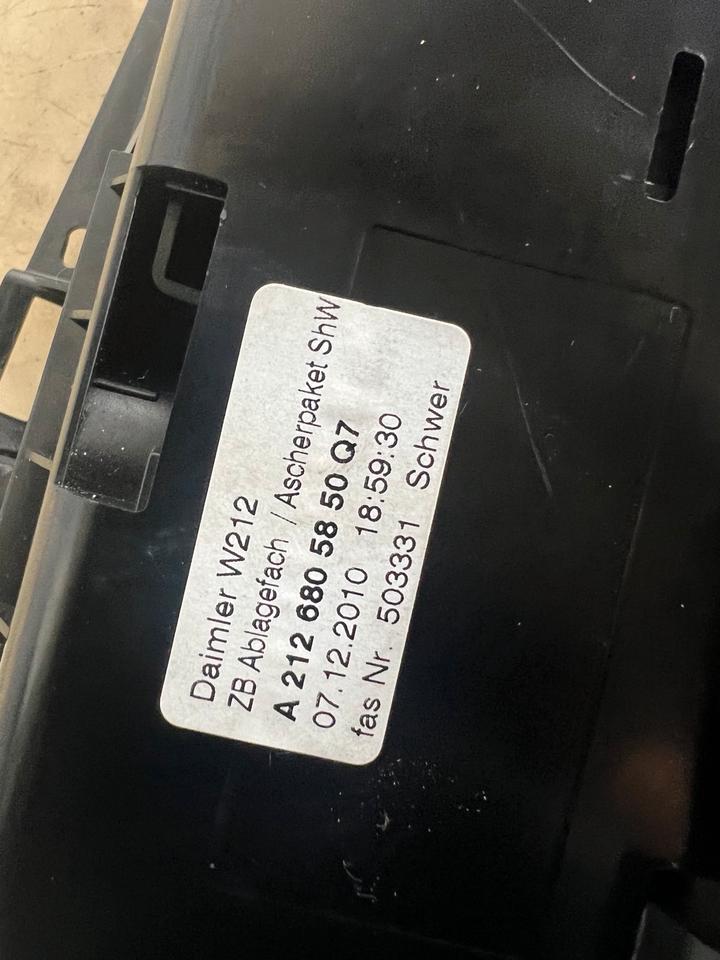 Daimler W212
ZB Ablagefach / Ascherpaket ShW
A 212 680 58 50 Q7
07.12.2010 18:59:30
fas Nr. 503331 Schwer